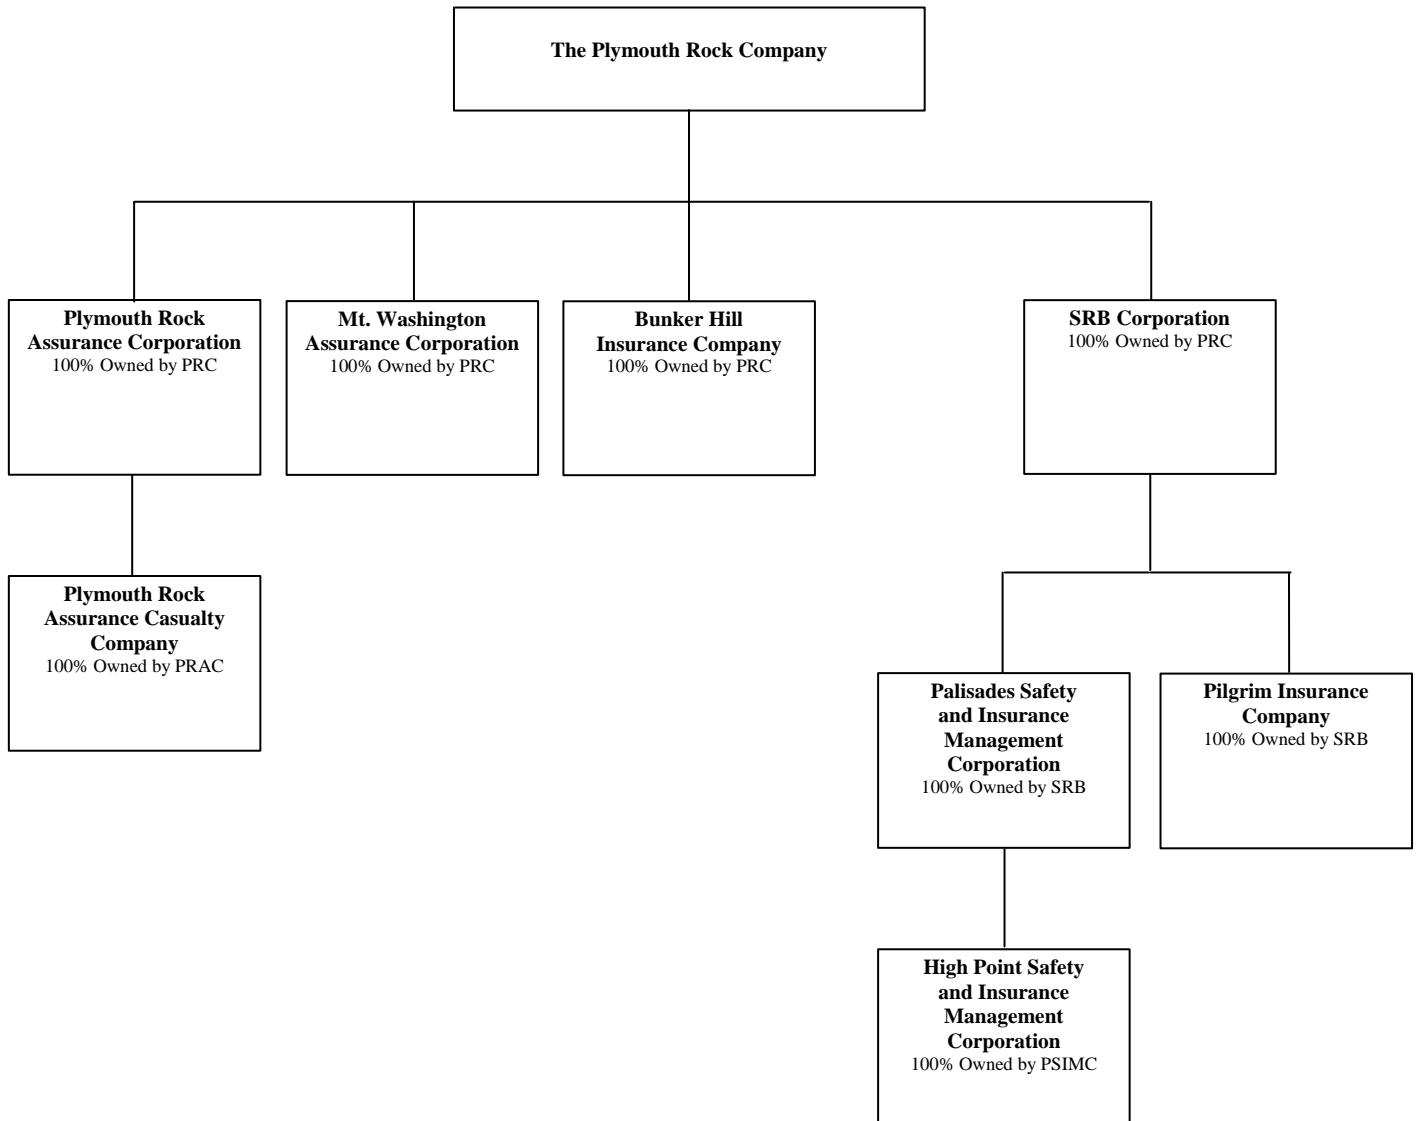 The Plymouth Rock Company
Plymouth Rock
Assurance Corporation
100% Owned by PRC
Mt. Washington
Assurance Corporation
100% Owned by PRC
Bunker Hill
Insurance Company
100% Owned by PRC
SRB Corporation
100% Owned by PRC
Plymouth Rock
Assurance Casualty
Company
100% Owned by PRAC
Palisades Safety
and Insurance
Management
Corporation
100% Owned by SRB
Pilgrim Insurance
Company
100% Owned by SRB
High Point Safety
and Insurance
Management
Corporation
100% Owned by PSIMC